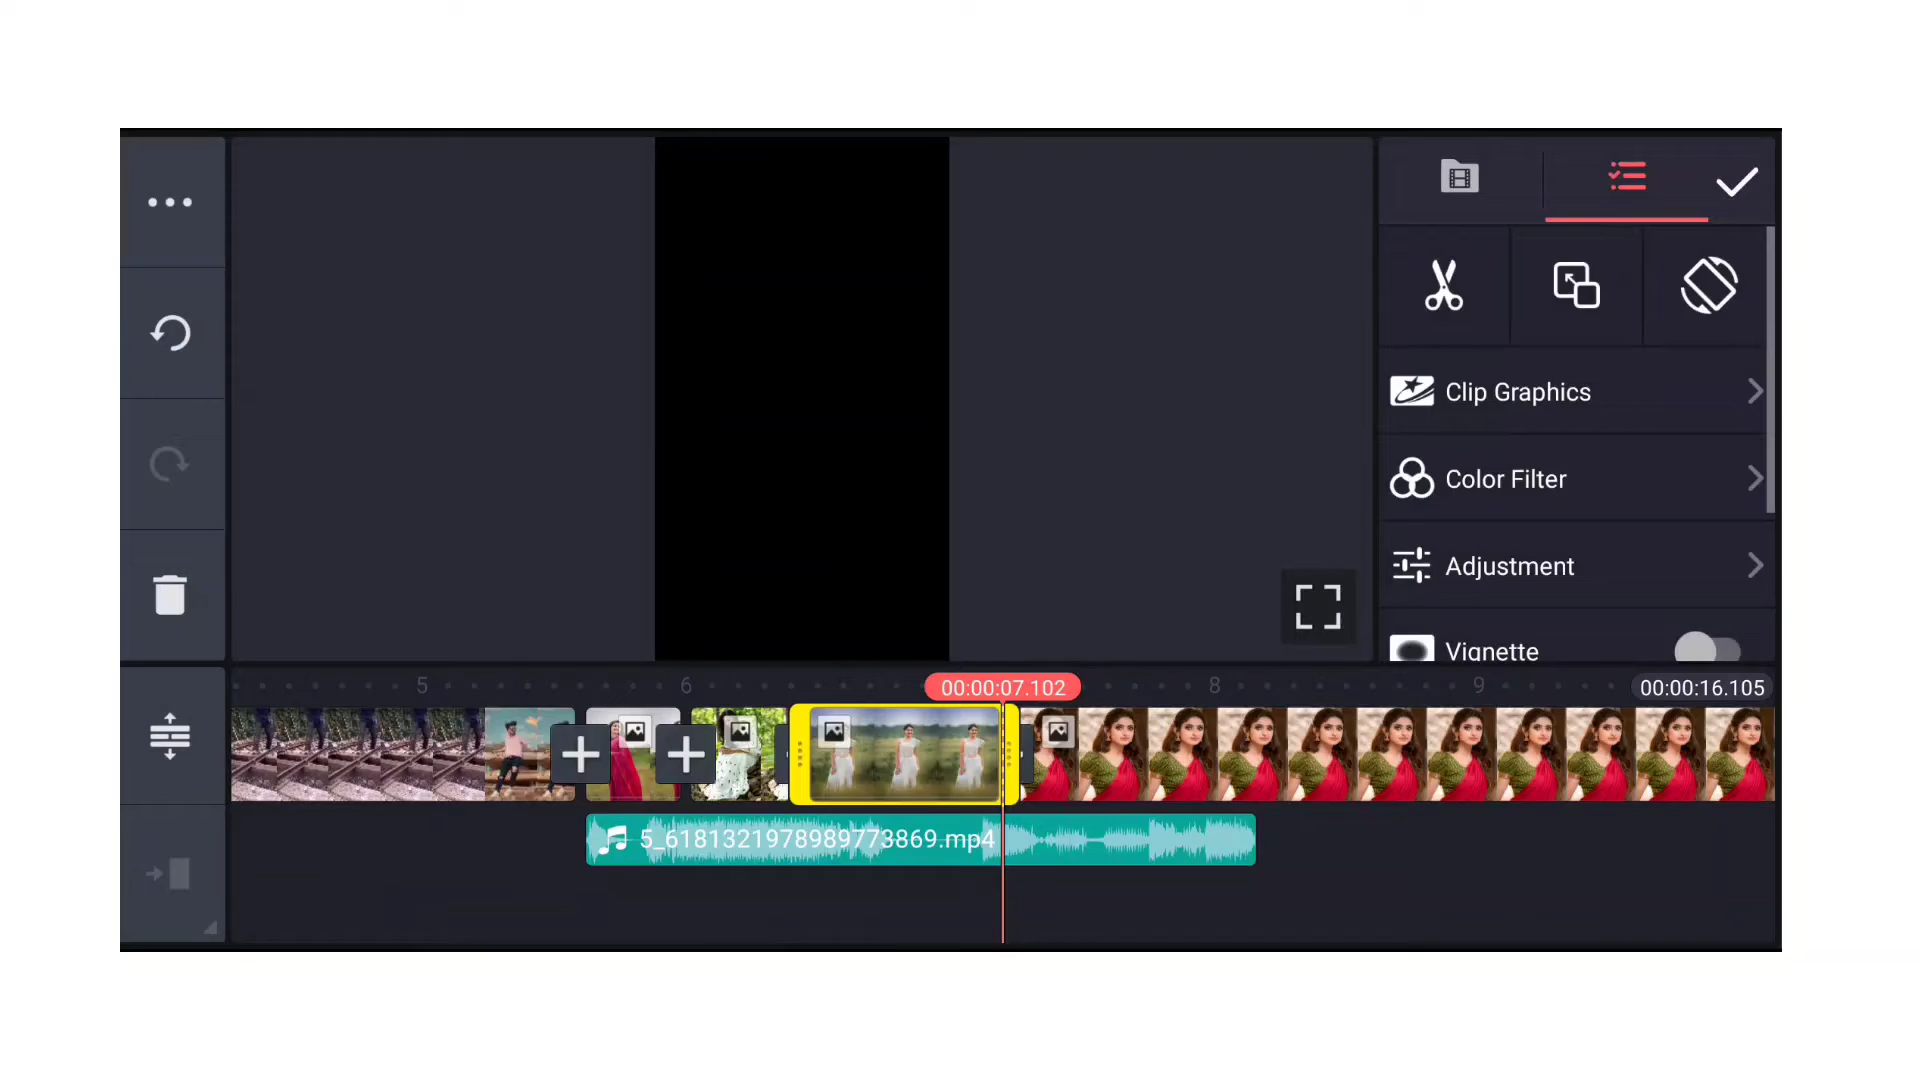 Clip Graphics
Color Filter
Adjustment
Vignette
5
6
00:00:07.102
8
9
00:00:16.105
5_6181321978989773869.mp4